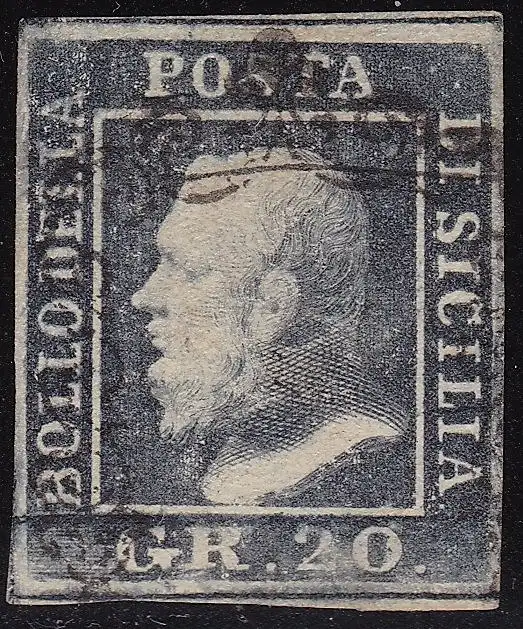 BOLLO DELLA
POSTA
DI SICILIA
GR. 20.